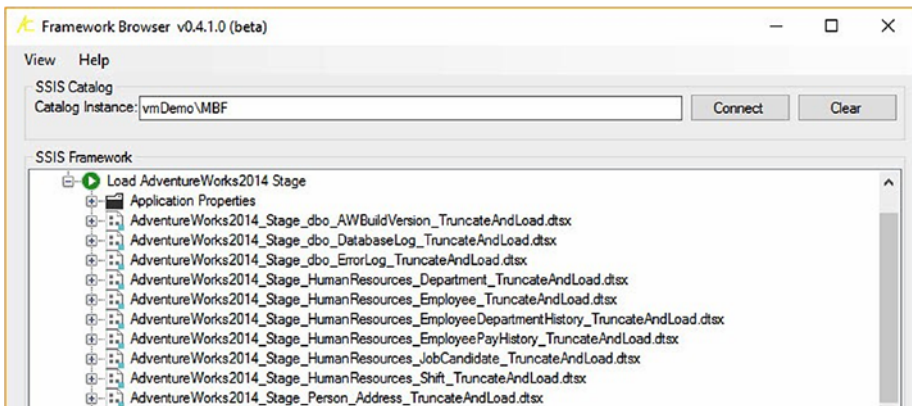 Framework Browser v0.4.1.0 (beta)
View Help
SSIS Catalog
Catalog Instance: vmDemo\MBF Connect Clear
SSIS Framework
Load AdventureWorks2014 Stage
Application Properties
AdventureWorks2014_Stage_dbo_AWBuildVersion_TruncateAndLoad.dtsx
AdventureWorks2014_Stage_dbo_DatabaseLog_TruncateAndLoad.dtsx
AdventureWorks2014_Stage_dbo_ErrorLog_TruncateAndLoad.dtsx
AdventureWorks2014_Stage_HumanResources_Department_TruncateAndLoad.dtsx
AdventureWorks2014_Stage_HumanResources_Employee_TruncateAndLoad.dtsx
AdventureWorks2014_Stage_HumanResources_EmployeeDepartmentHistory_TruncateAndLoad.dtsx
AdventureWorks2014_Stage_HumanResources_EmployeePayHistory_TruncateAndLoad.dtsx
AdventureWorks2014_Stage_HumanResources_JobCandidate_TruncateAndLoad.dtsx
AdventureWorks2014_Stage_HumanResources_Shift_TruncateAndLoad.dtsx
AdventureWorks2014_Stage_Person_Address_TruncateAndLoad.dtsx